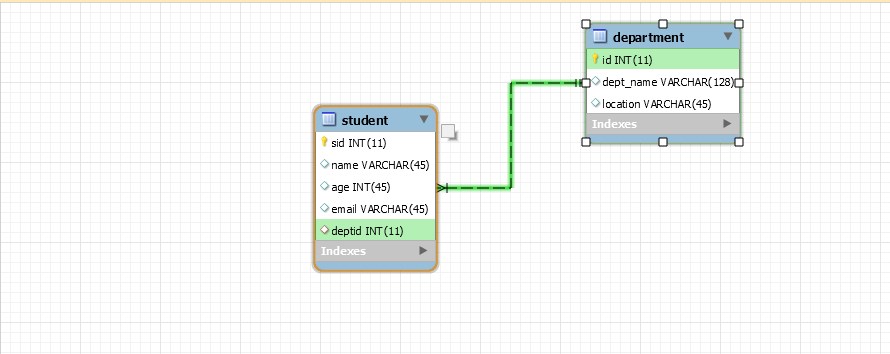 department
id INT(11)
dept_name VARCHAR(128)
location VARCHAR(45)
Indexes
student
sid INT(11)
name VARCHAR(45)
age INT(45)
email VARCHAR(45)
deptid INT(11)
Indexes